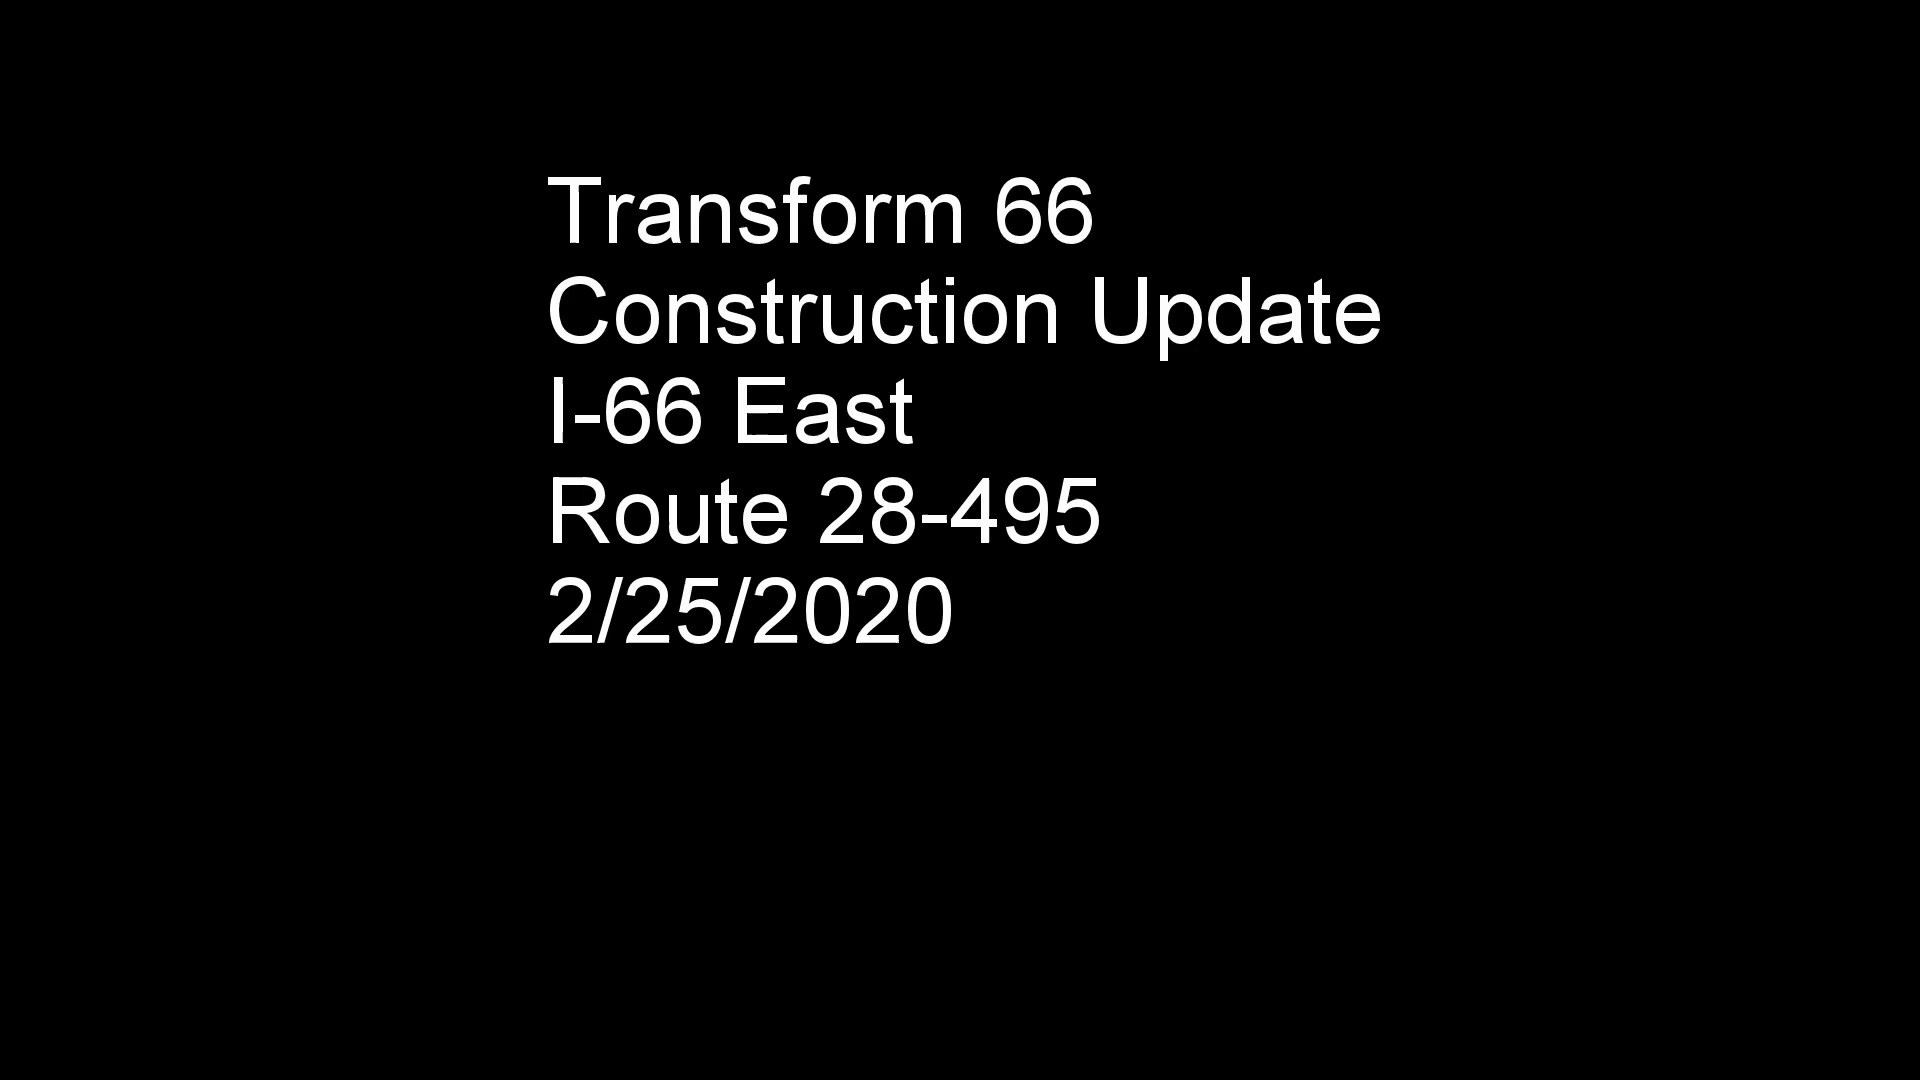 Transform 66
Construction Update
I-66 East
Route 28-495
2/25/2020